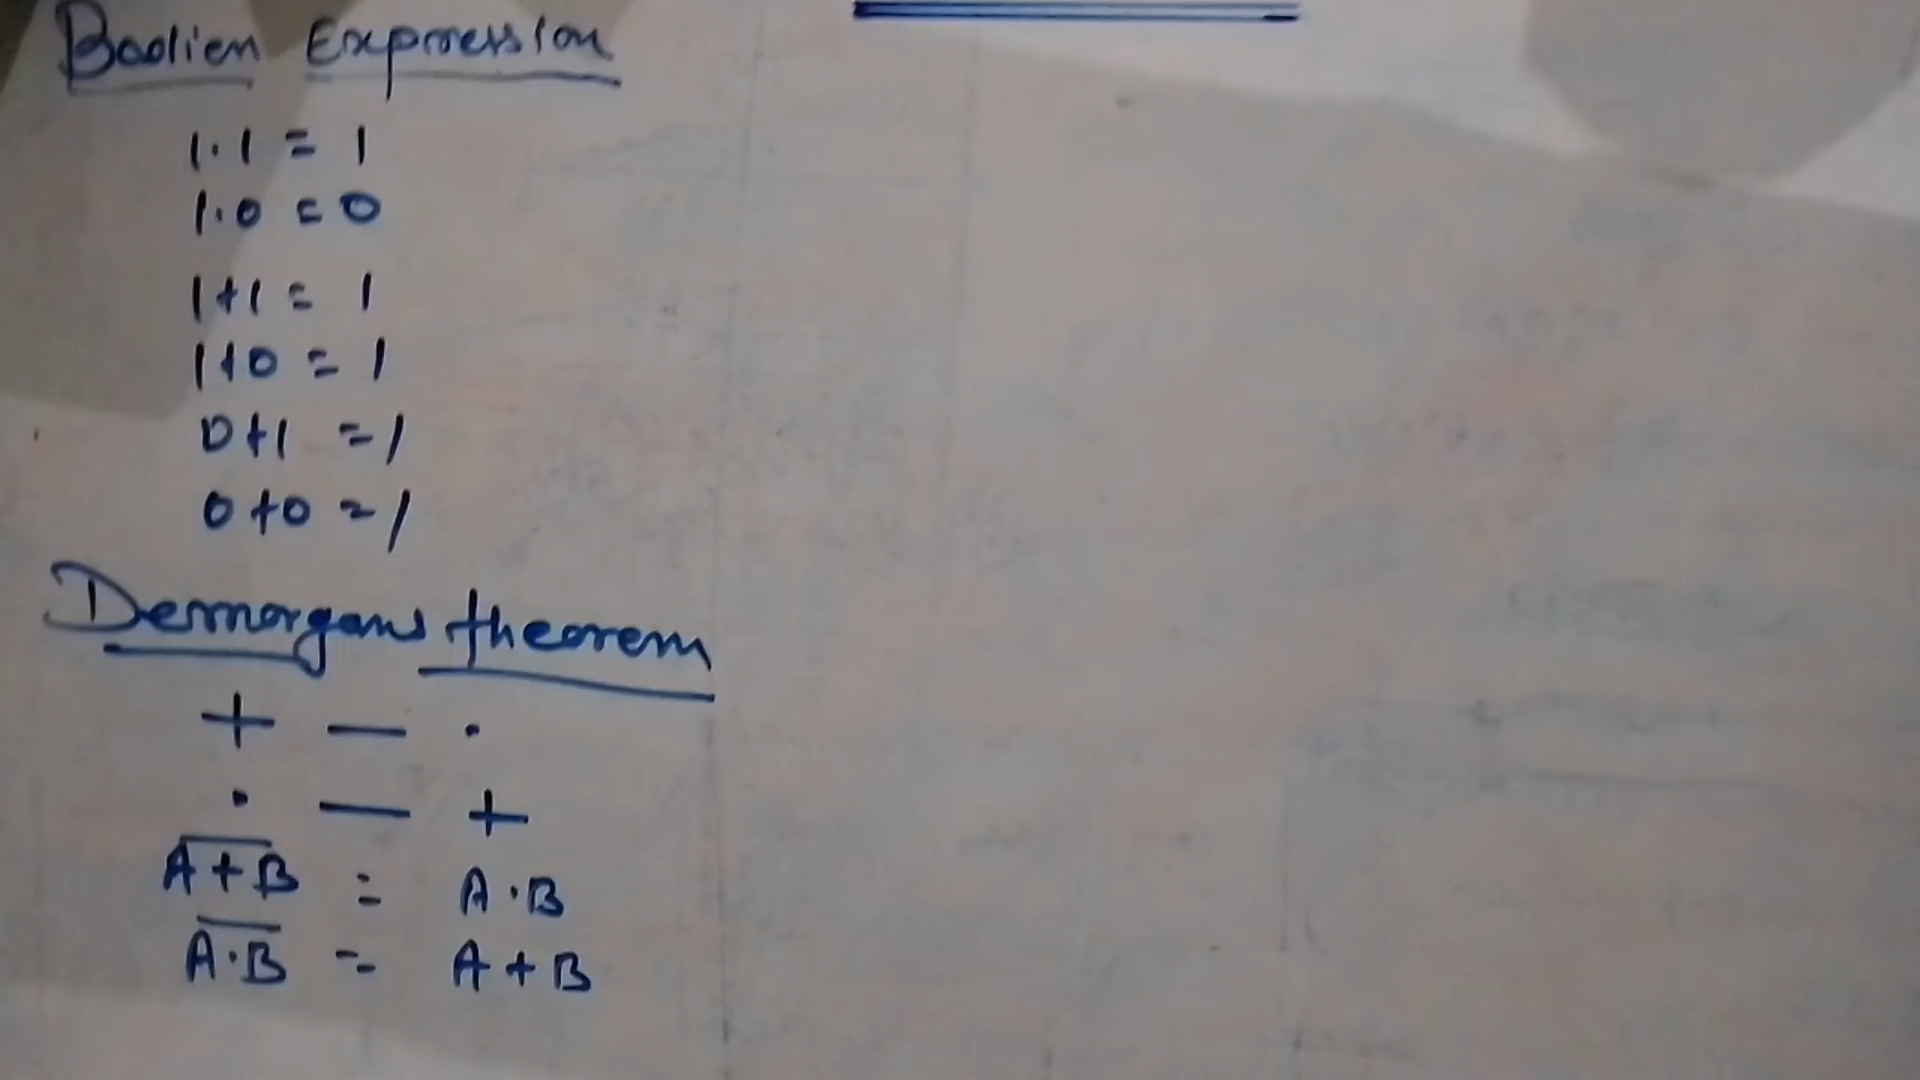 Boolien Expression
1.1 = 1
1.0 = 0
1+1 = 1
1+0 = 1
0+1 = 1
0+0 = 1
Demorgans theorem
+ — .
. — +
A̅+̅B̅ = A.B
A̅.̅B̅ = A+B